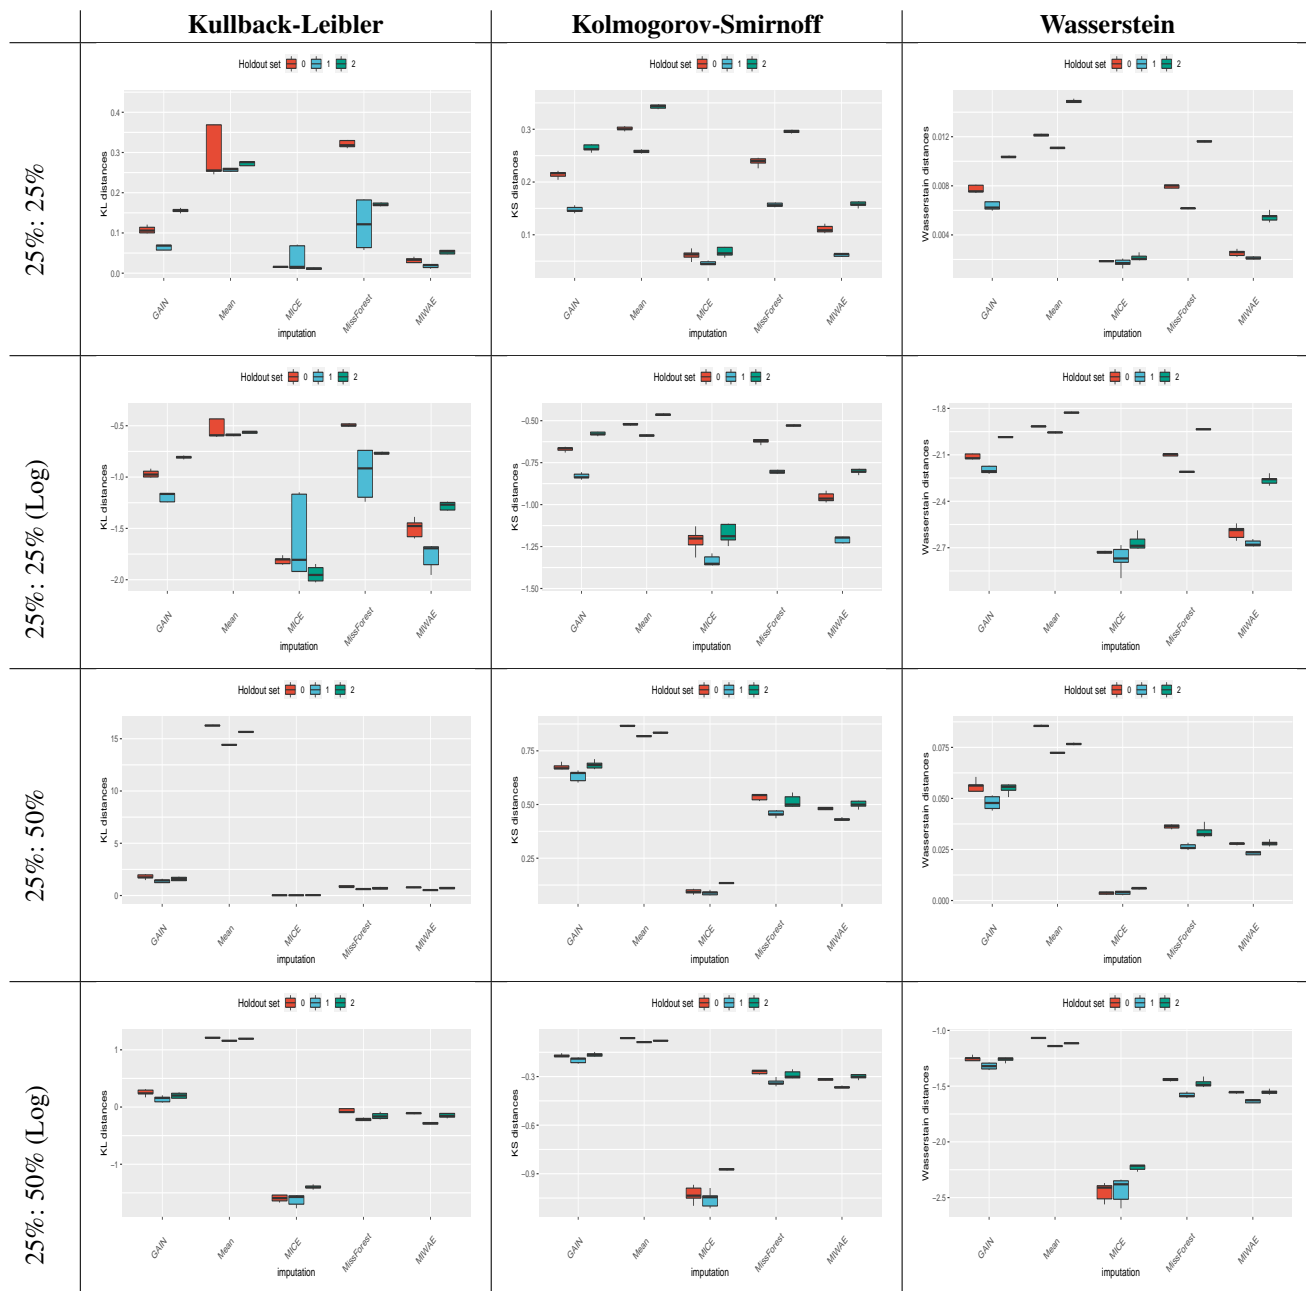 Kullback-Leibler Kolmogorov-Smirnoff Wasserstein
25%: 25%
Holdout set 0 1 2
KL distances
0.4
0.3
0.2
0.1
0.0
GAIN Mean MICE MissForest MIWAE
imputation
Holdout set 0 1 2
KS distances
0.3
0.2
0.1
GAIN Mean MICE MissForest MIWAE
imputation
Holdout set 0 1 2
Wasserstain distances
0.012
0.008
0.004
GAIN Mean MICE MissForest MIWAE
imputation
25%: 25% (Log)
Holdout set 0 1 2
KL distances
−0.5
−1.0
−1.5
−2.0
GAIN Mean MICE MissForest MIWAE
imputation
Holdout set 0 1 2
KS distances
−0.50
−0.75
−1.00
−1.25
−1.50
GAIN Mean MICE MissForest MIWAE
imputation
Holdout set 0 1 2
Wasserstain distances
−1.8
−2.1
−2.4
−2.7
GAIN Mean MICE MissForest MIWAE
imputation
25%: 50%
Holdout set 0 1 2
KL distances
15
10
5
0
GAIN Mean MICE MissForest MIWAE
imputation
Holdout set 0 1 2
KS distances
0.75
0.50
0.25
GAIN Mean MICE MissForest MIWAE
imputation
Holdout set 0 1 2
Wasserstain distances
0.075
0.050
0.025
0.000
GAIN Mean MICE MissForest MIWAE
imputation
25%: 50% (Log)
Holdout set 0 1 2
KL distances
1
0
−1
GAIN Mean MICE MissForest MIWAE
imputation
Holdout set 0 1 2
KS distances
−0.3
−0.6
−0.9
GAIN Mean MICE MissForest MIWAE
imputation
Holdout set 0 1 2
Wasserstain distances
−1.0
−1.5
−2.0
−2.5
GAIN Mean MICE MissForest MIWAE
imputation